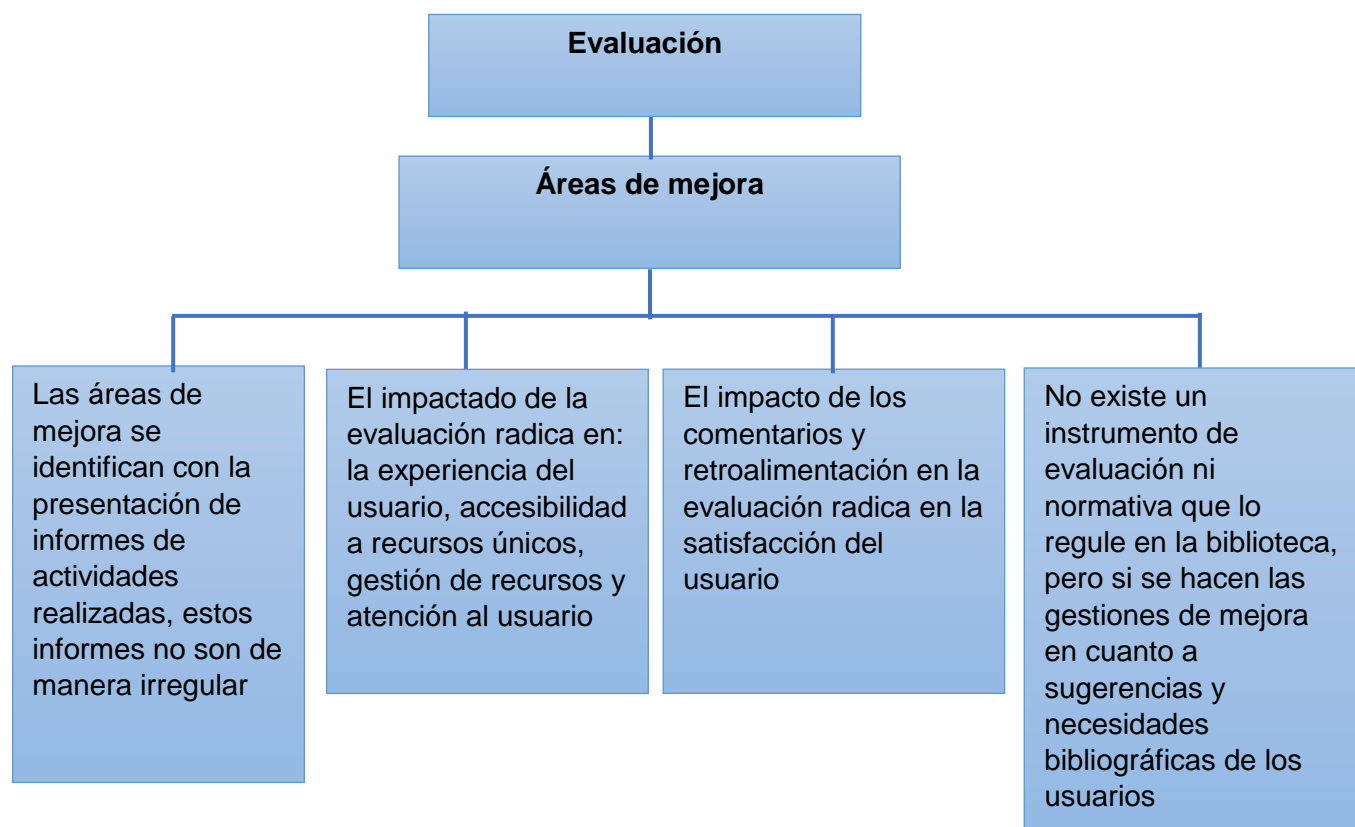 Evaluación
Áreas de mejora
Las áreas de
mejora se
identifican con la
presentación de
informes de
actividades
realizadas, estos
informes no son de
manera irregular
El impactado de la
evaluación radica en:
la experiencia del
usuario, accesibilidad
a recursos únicos,
gestión de recursos y
atención al usuario
El impacto de los
comentarios y
retroalimentación en la
evaluación radica en la
satisfacción del
usuario
No existe un
instrumento de
evaluación ni
normativa que lo
regule en la biblioteca,
pero si se hacen las
gestiones de mejora
en cuanto a
sugerencias y
necesidades
bibliográficas de los
usuarios